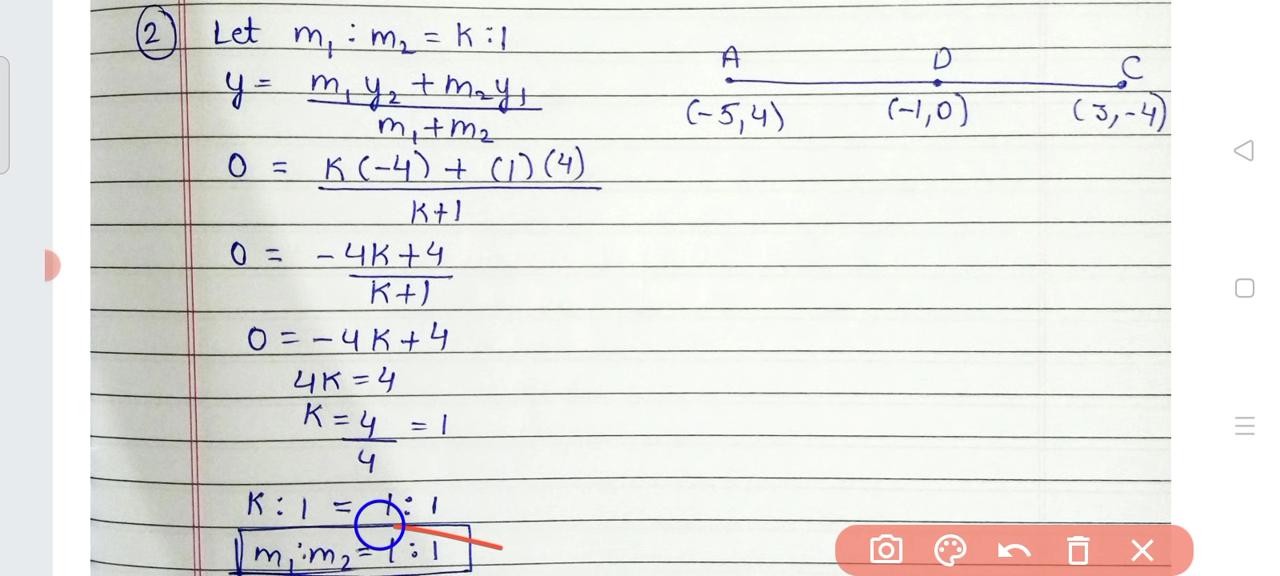 2 Let m₁ : m₂ = K : 1
A D C
(-5,4) (-1,0) (3,-4)
y = m₁y₂ + m₂y₁
m₁+m₂
0 = K(-4) + (1)(4)
K+1
0 = -4K+4
K+1
0 = -4K+4
4K = 4
K = 4 = 1
4
K : 1 = 1 : 1
m₁:m₂ = 1 : 1